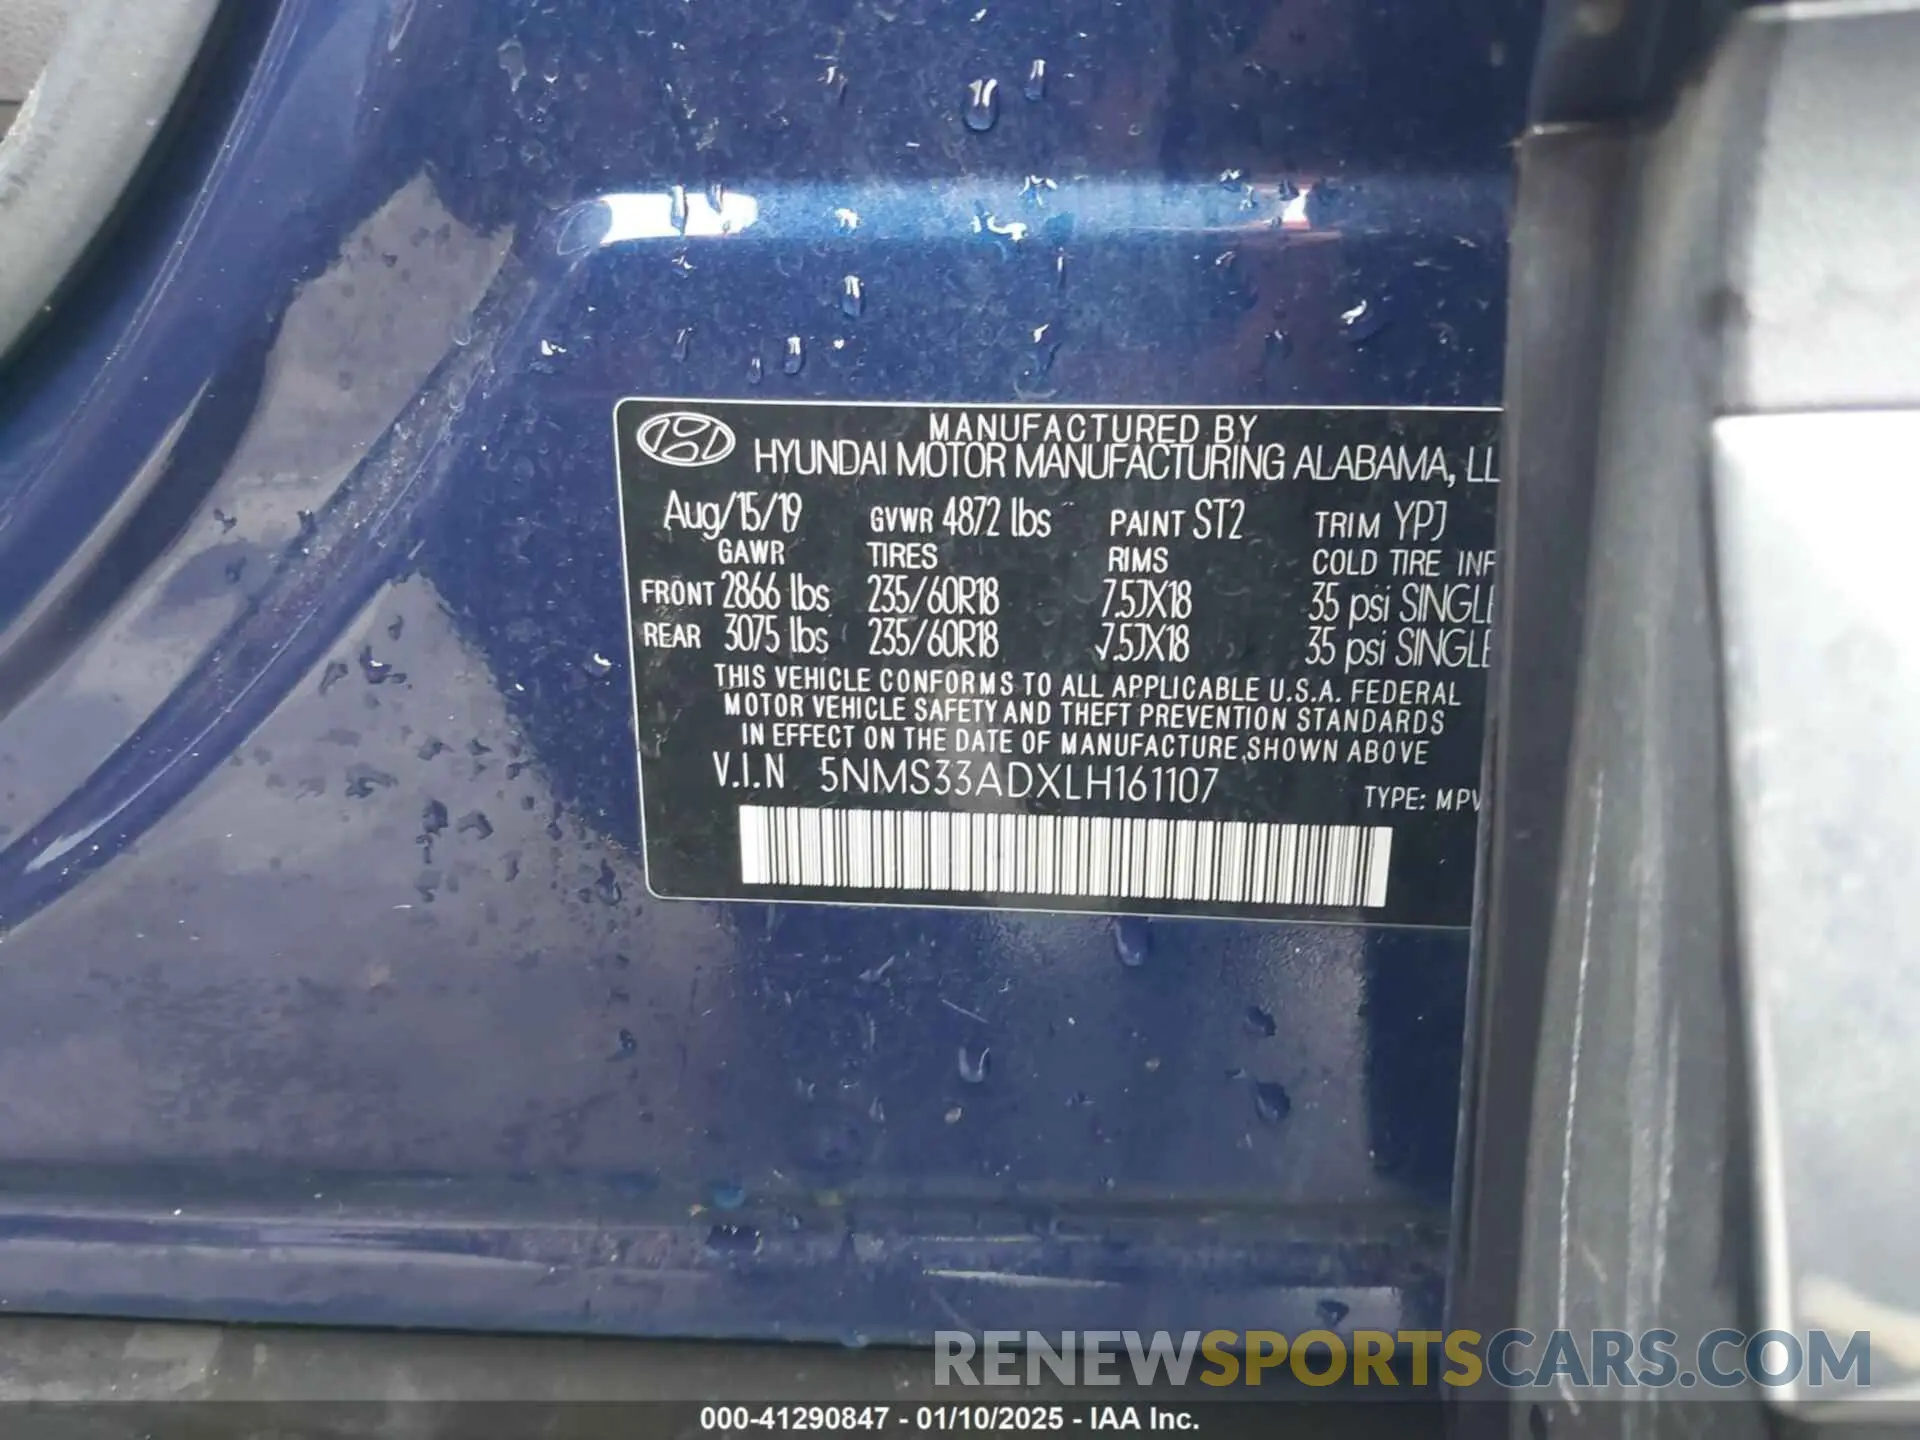 MANUFACTURED BY
HYUNDAI MOTOR MANUFACTURING ALABAMA, LL
Aug/15/19 GVWR 4872 lbs PAINT ST2 TRIM YPJ
GAWR TIRES RIMS COLD TIRE INF
FRONT 2866 lbs 235/60R18 7.5JX18 35 psi SINGLE
REAR 3075 lbs 235/60R18 7.5JX18 35 psi SINGLE
THIS VEHICLE CONFORMS TO ALL APPLICABLE U.S.A. FEDERAL
MOTOR VEHICLE SAFETY AND THEFT PREVENTION STANDARDS
IN EFFECT ON THE DATE OF MANUFACTURE, SHOWN ABOVE
V.I.N 5NMS33ADXLH161107
TYPE: MPV
RENEWSPORTSCARS.COM
000-41290847 - 01/10/2025 - IAA Inc.